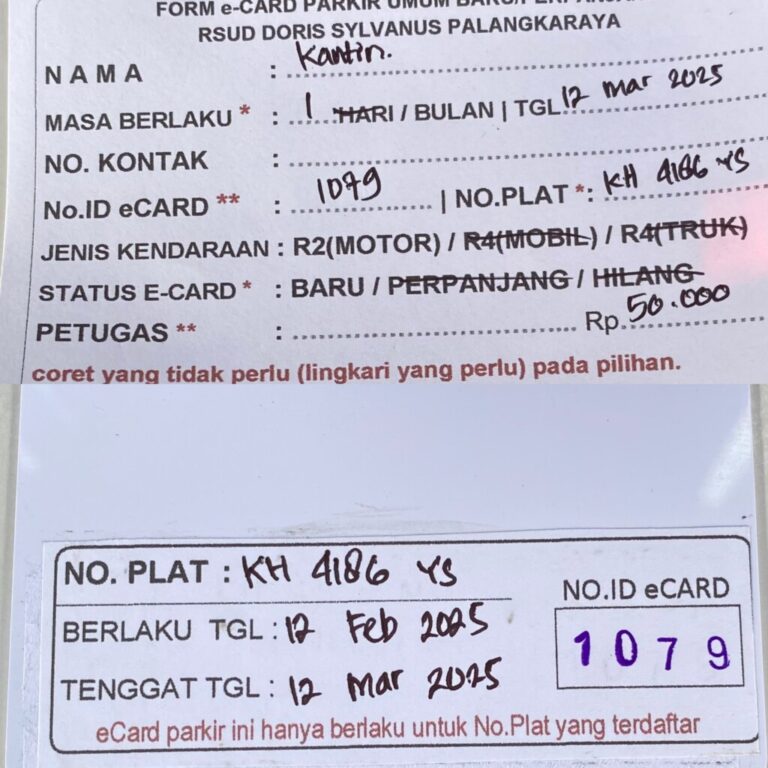 FORM e-CARD PARKIR UMUM
RSUD DORIS SYLVANUS PALANGKARAYA
NAMA : Kantin.
MASA BERLAKU * : 1 HARI / BULAN | TGL. 12 Mar 2025
NO. KONTAK :
No.ID eCARD ** : 1079 | NO.PLAT *: KH 4186 YS
JENIS KENDARAAN : R2(MOTOR) / R4(MOBIL) / R4(TRUK)
STATUS E-CARD * : BARU / PERPANJANG / HILANG
PETUGAS ** : Rp. 50.000
coret yang tidak perlu (lingkari yang perlu) pada pilihan.
NO. PLAT : KH 4186 YS
BERLAKU TGL : 12 Feb 2025
TENGGAT TGL : 12 Mar 2025
NO.ID eCARD
1079
eCard parkir ini hanya berlaku untuk No.Plat yang terdaftar